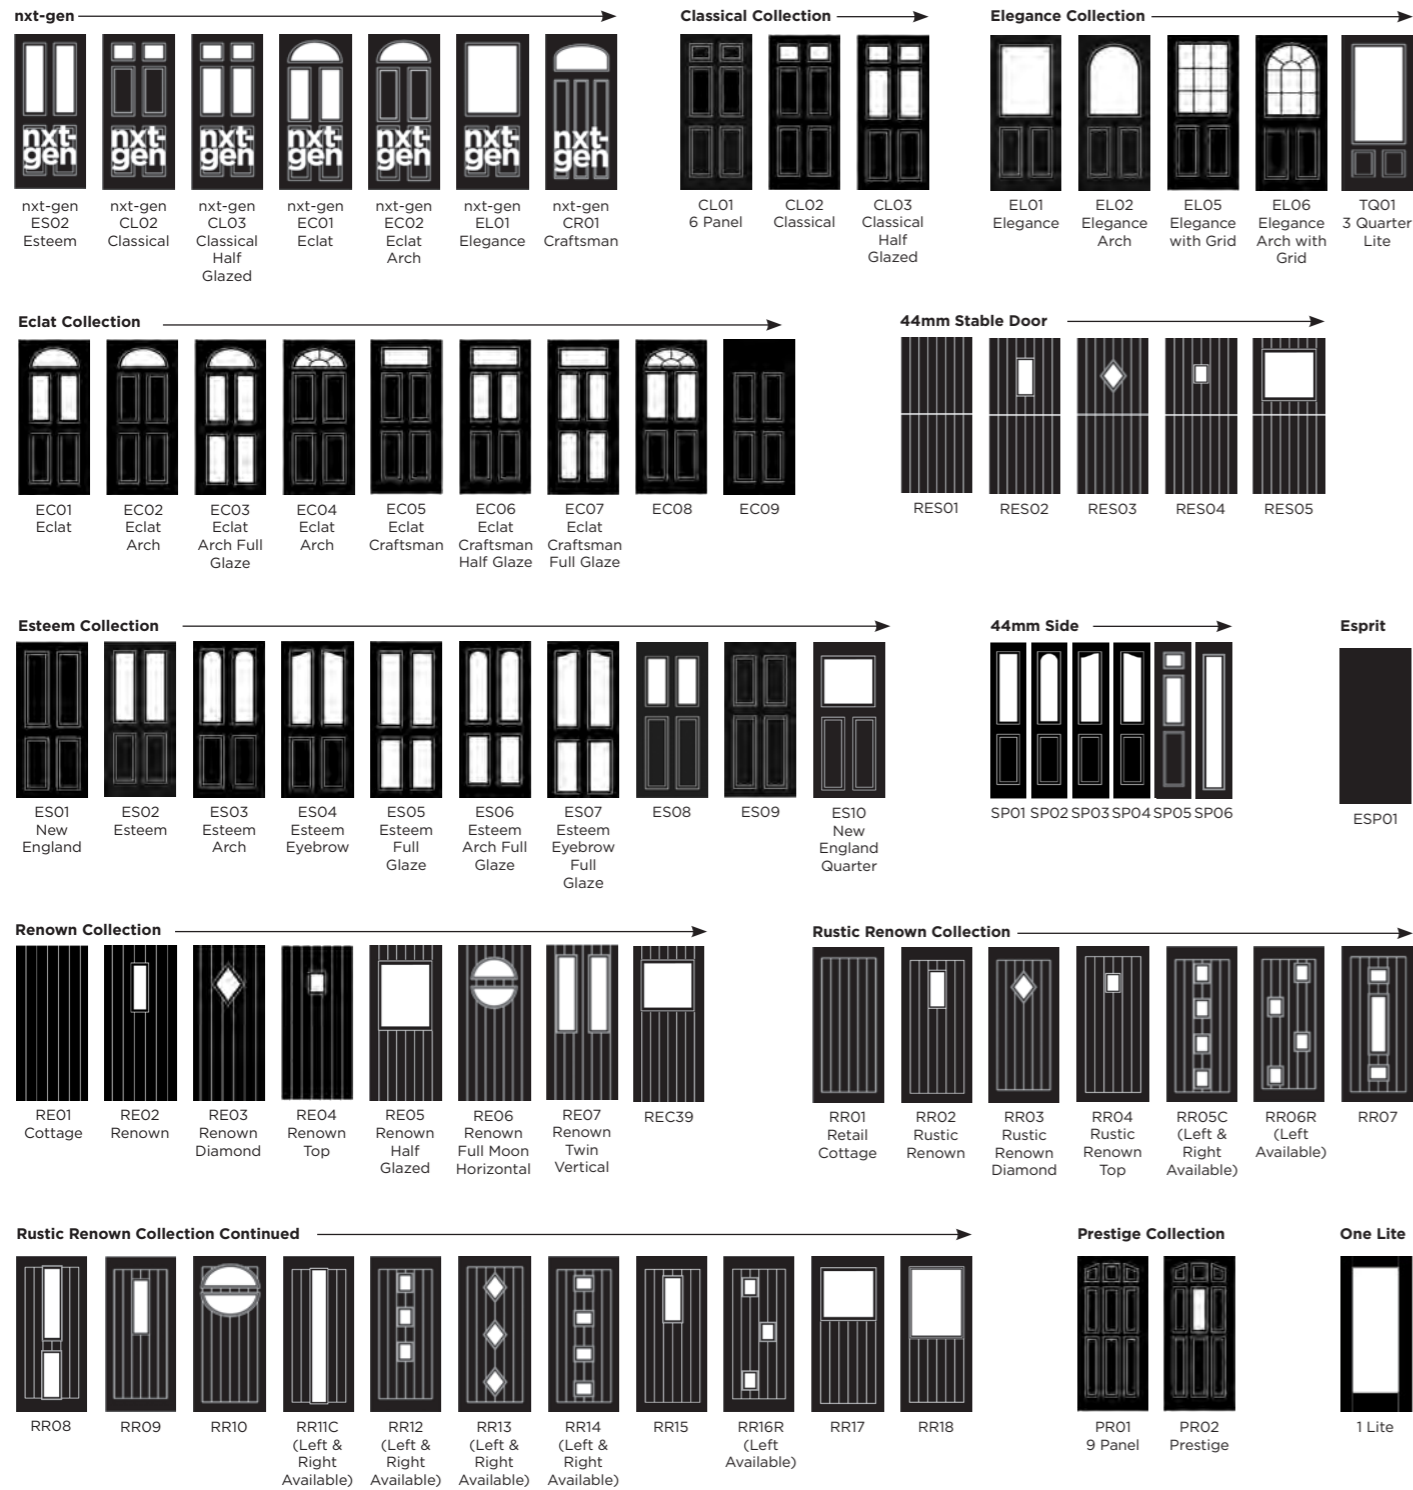 nxt-gen
Classical Collection
Elegance Collection
nxt-
gen
nxt-
gen
nxt-
gen
nxt-
gen
nxt-
gen
nxt-
gen
nxt-
gen
nxt-gen
ES02
Esteem
nxt-gen
CL02
Classical
nxt-gen
CL03
Classical
Half
Glazed
nxt-gen
EC01
Eclat
nxt-gen
EC02
Eclat
Arch
nxt-gen
EL01
Elegance
nxt-gen
CR01
Craftsman
CL01
6 Panel
CL02
Classical
CL03
Classical
Half
Glazed
EL01
Elegance
EL02
Elegance
Arch
EL05
Elegance
with Grid
EL06
Elegance
Arch with
Grid
TQ01
3 Quarter
Lite
Eclat Collection
44mm Stable Door
EC01
Eclat
EC02
Eclat
Arch
EC03
Eclat
Arch Full
Glaze
EC04
Eclat
Arch
EC05
Eclat
Craftsman
EC06
Eclat
Craftsman
Half Glaze
EC07
Eclat
Craftsman
Full Glaze
EC08
EC09
RES01
RES02
RES03
RES04
RES05
Esteem Collection
44mm Side
Esprit
ES01
New
England
ES02
Esteem
ES03
Esteem
Arch
ES04
Esteem
Eyebrow
ES05
Esteem
Full
Glaze
ES06
Esteem
Arch Full
Glaze
ES07
Esteem
Eyebrow
Full
Glaze
ES08
ES09
ES10
New
England
Quarter
SP01 SP02 SP03 SP04 SP05 SP06
ESP01
Renown Collection
Rustic Renown Collection
RE01
Cottage
RE02
Renown
RE03
Renown
Diamond
RE04
Renown
Top
RE05
Renown
Half
Glazed
RE06
Renown
Full Moon
Horizontal
RE07
Renown
Twin
Vertical
REC39
RR01
Retail
Cottage
RR02
Rustic
Renown
RR03
Rustic
Renown
Diamond
RR04
Rustic
Renown
Top
RR05C
(Left &
Right
Available)
RR06R
(Left
Available)
RR07
Rustic Renown Collection Continued
Prestige Collection
One Lite
RR08
RR09
RR10
RR11C
(Left &
Right
Available)
RR12
(Left &
Right
Available)
RR13
(Left &
Right
Available)
RR14
(Left &
Right
Available)
RR15
RR16R
(Left
Available)
RR17
RR18
PR01
9 Panel
PR02
Prestige
1 Lite